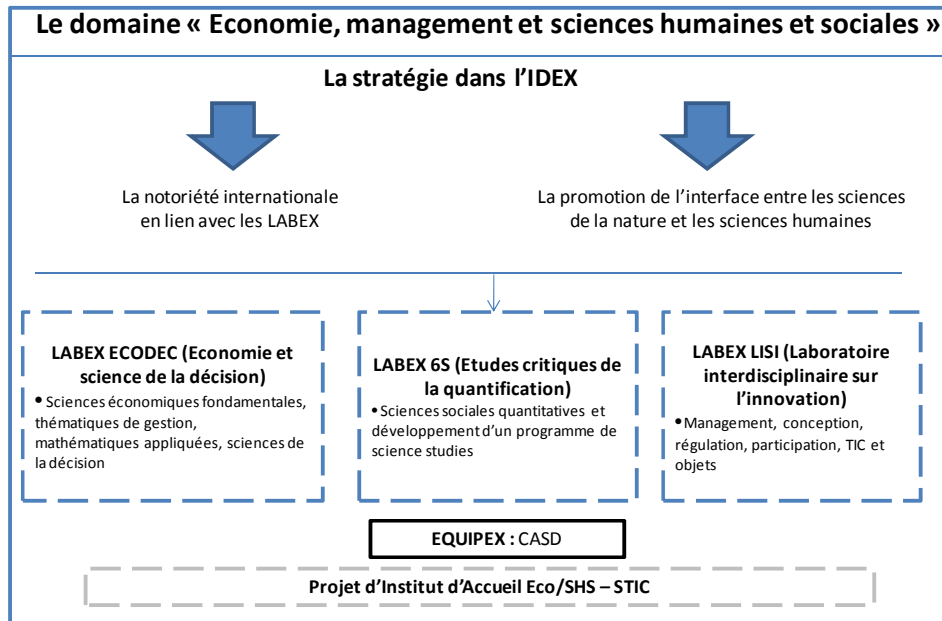 Le domaine « Economie, management et sciences humaines et sociales »
La stratégie dans l’IDEX
La notoriété internationale
en lien avec les LABEX
La promotion de l’interface entre les sciences
de la nature et les sciences humaines
LABEX ECODEC (Economie et
science de la décision)
• Sciences économiques fondamentales,
thématiques de gestion,
mathématiques appliquées, sciences de
la décision
LABEX 6S (Etudes critiques de
la quantification)
• Sciences sociales quantitatives et
développement d’un programme de
science studies
LABEX LISI (Laboratoire
interdisciplinaire sur
l’innovation)
• Management, conception,
régulation, participation, TIC et
objets
EQUIPEX : CASD
Projet d’Institut d’Accueil Eco/SHS – STIC